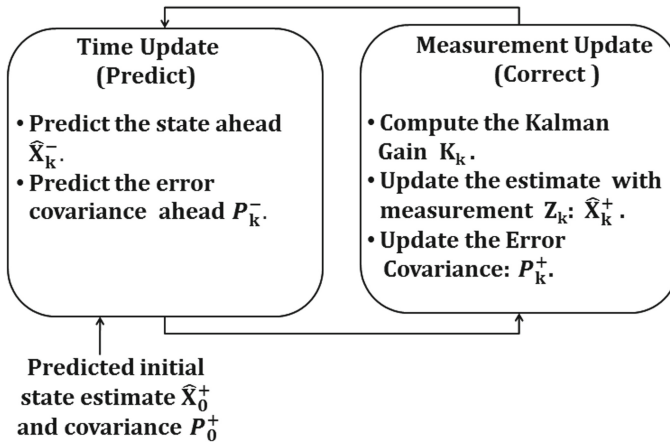 Time Update
(Predict)
• Predict the state ahead
X̂ₖ⁻.
• Predict the error
covariance ahead Pₖ⁻.
Measurement Update
(Correct )
• Compute the Kalman
Gain Kₖ.
• Update the estimate with
measurement Zₖ: X̂ₖ⁺ .
• Update the Error
Covariance: Pₖ⁺.
Predicted initial
state estimate X̂₀⁺
and covariance P₀⁺